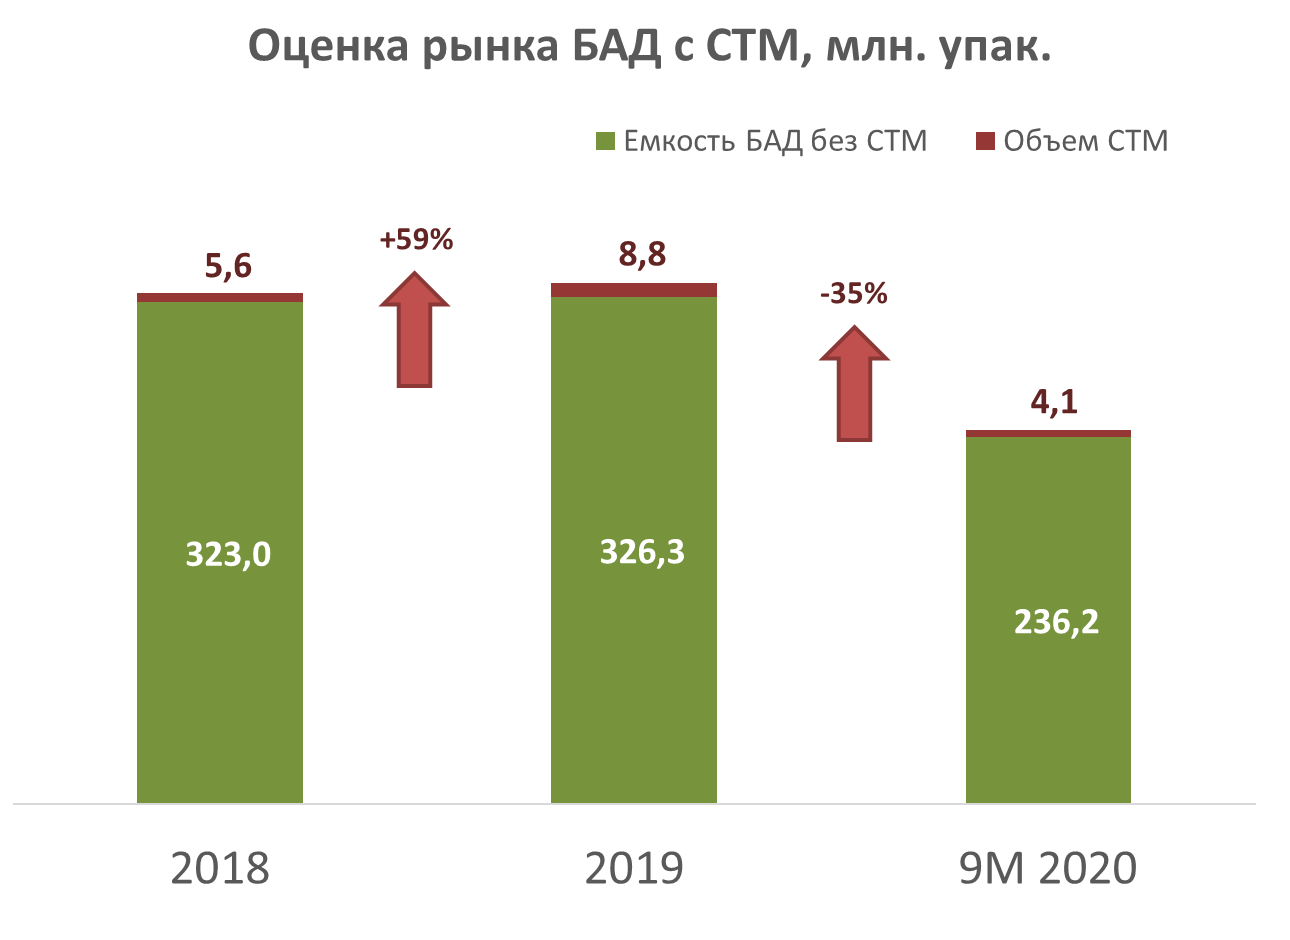 Оценка рынка БАД с СТМ, млн. упак.
Емкость БАД без СТМ
Объем СТМ
5,6
+59%
8,8
-35%
4,1
323,0
326,3
236,2
2018
2019
9М 2020